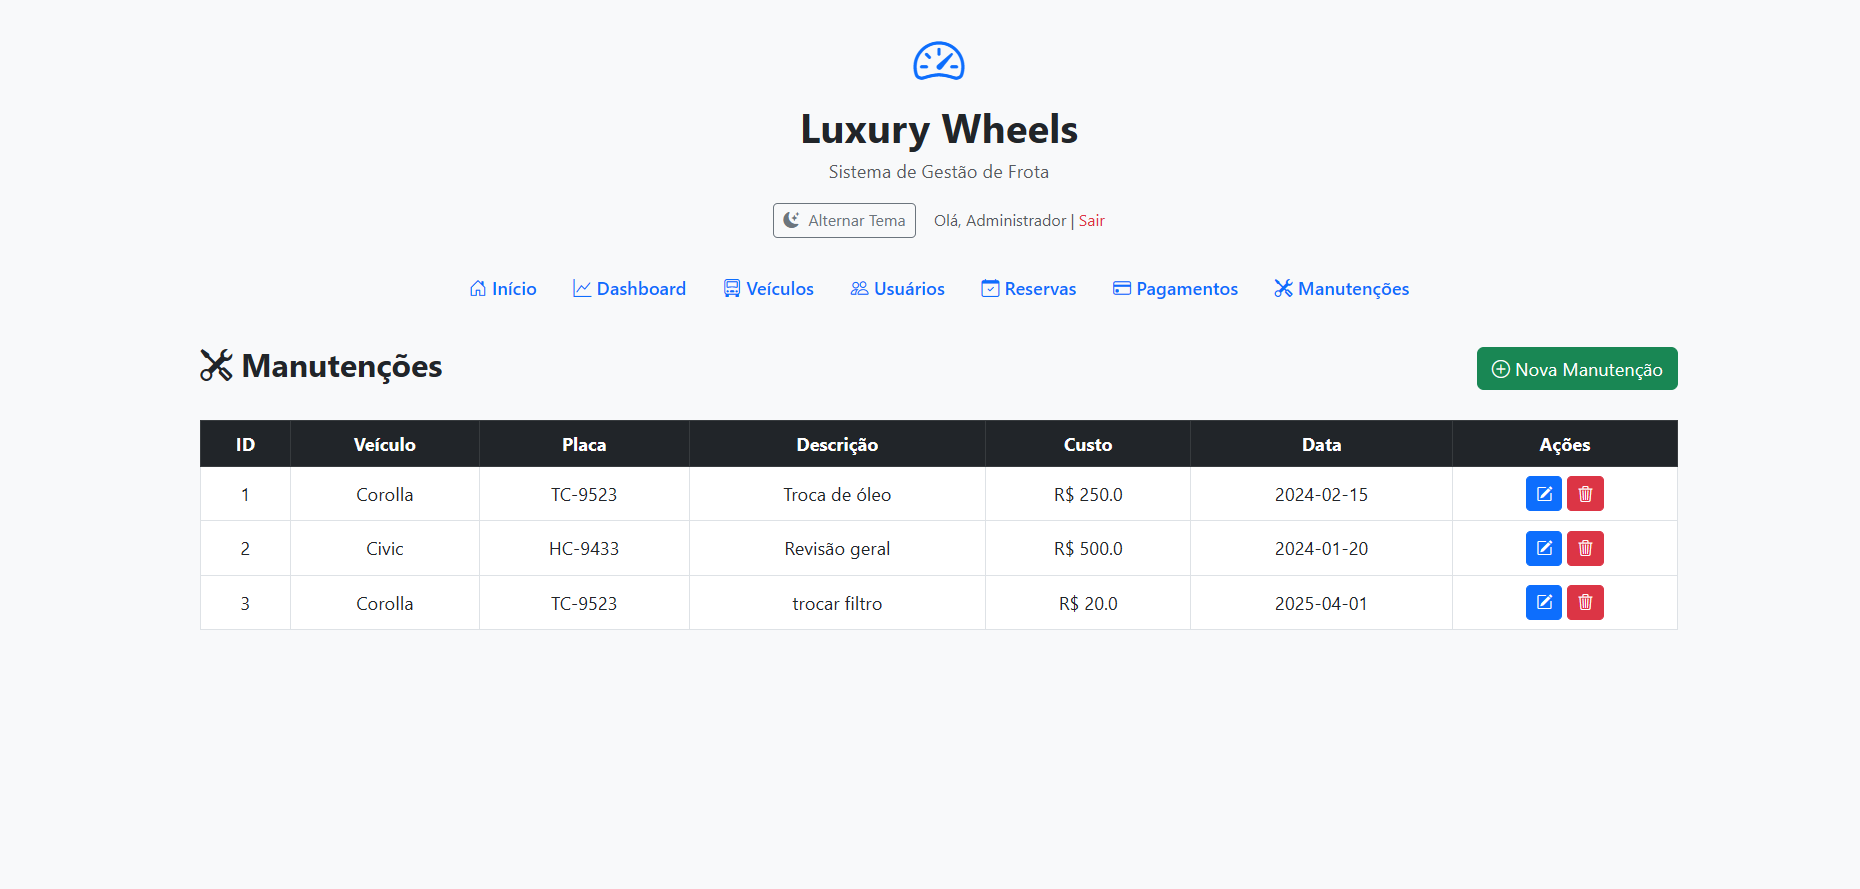 Luxury Wheels
Sistema de Gestão de Frota
Alternar Tema Olá, Administrador | Sair
Início Dashboard Veículos Usuários Reservas Pagamentos Manutenções
Manutenções Nova Manutenção
ID Veículo Placa Descrição Custo Data Ações
1 Corolla TC-9523 Troca de óleo R$ 250.0 2024-02-15
2 Civic HC-9433 Revisão geral R$ 500.0 2024-01-20
3 Corolla TC-9523 trocar filtro R$ 20.0 2025-04-01